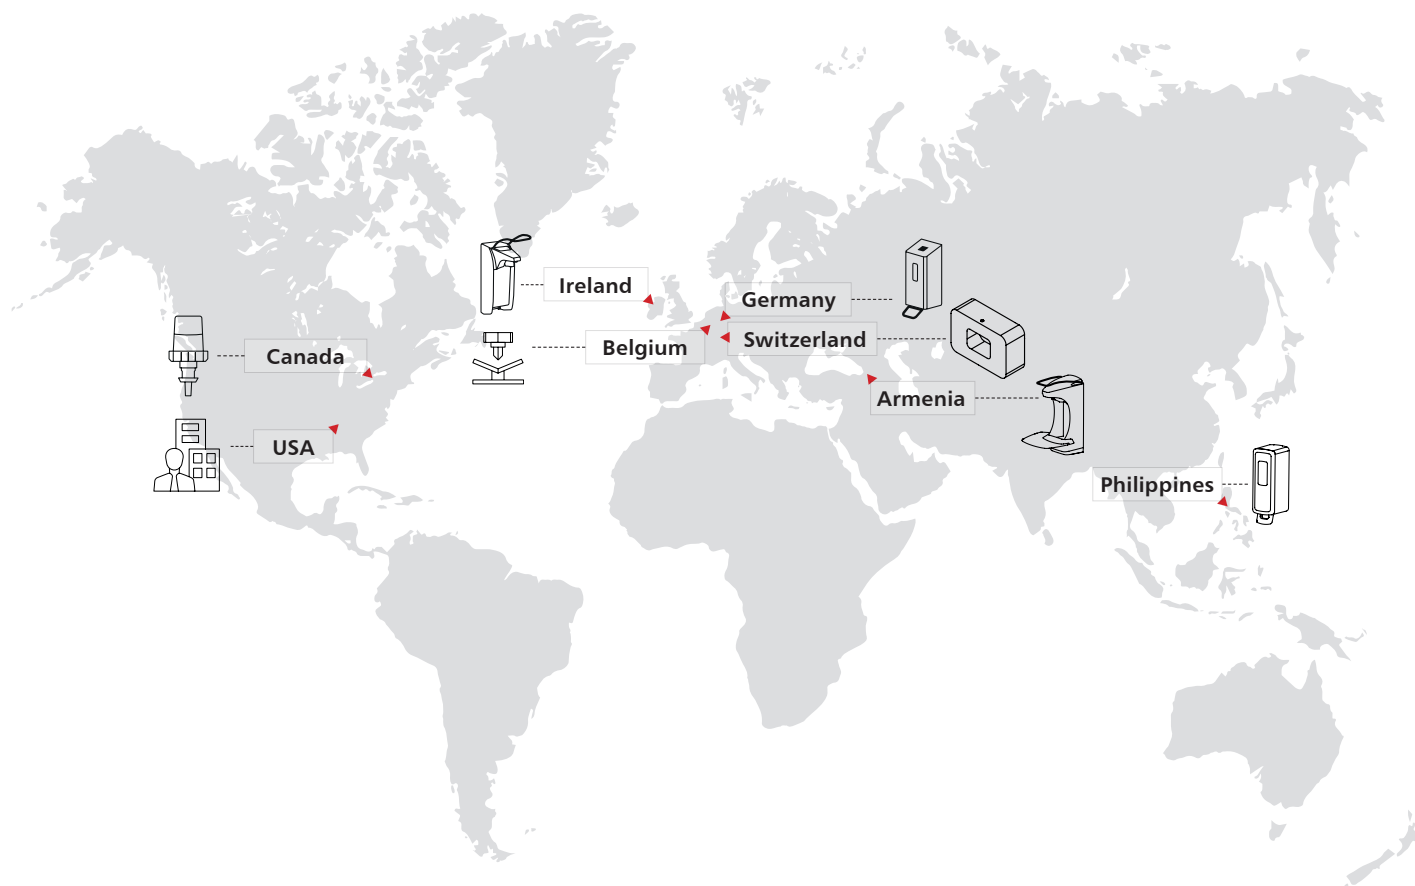 Ireland
Germany
Switzerland
Belgium
Canada
Armenia
USA
Philippines